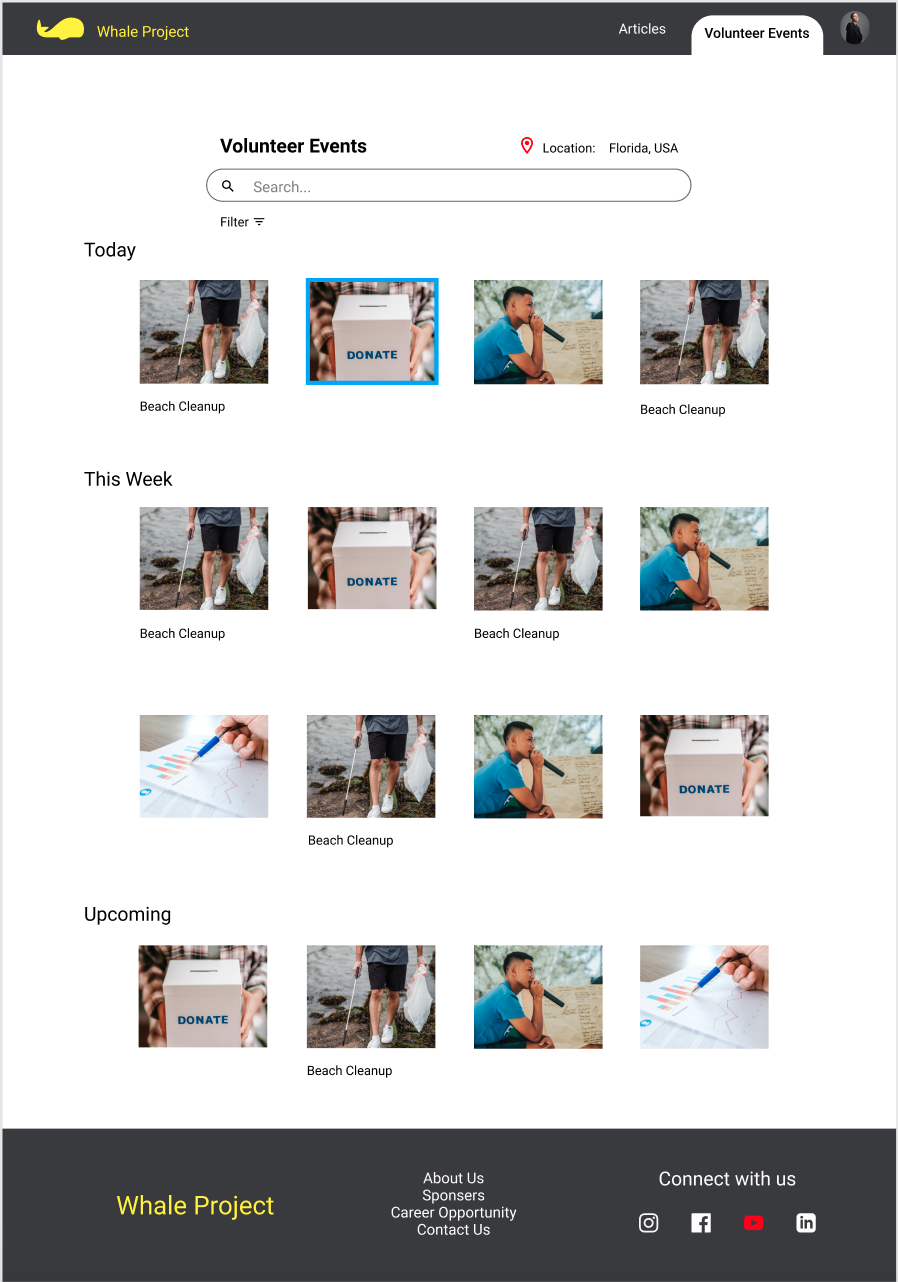 Whale Project
Articles
Volunteer Events
Volunteer Events
Location: Florida, USA
Search...
Filter
Today
DONATE
Beach Cleanup
Beach Cleanup
This Week
DONATE
Beach Cleanup
Beach Cleanup
DONATE
Beach Cleanup
Upcoming
DONATE
Beach Cleanup
Whale Project
About Us
Sponsers
Career Opportunity
Contact Us
Connect with us